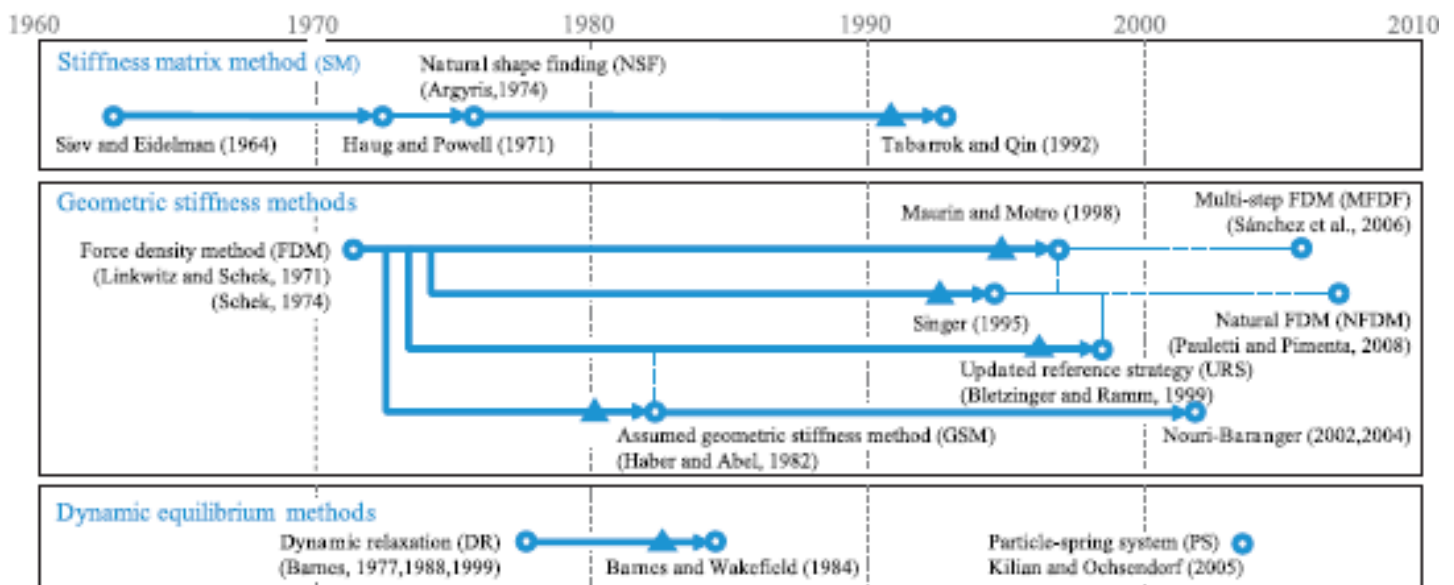 1960 1970 1980 1990 2000 2010
Stiffness matrix method (SM)
Natural shape finding (NSF)
(Argyris,1974)
Siev and Eidelman (1964)
Haug and Powell (1971)
Tabarrok and Qin (1992)
Geometric stiffness methods
Force density method (FDM)
(Linkwitz and Schek, 1971)
(Schek, 1974)
Maurin and Motro (1998)
Multi-step FDM (MFDF)
(Sánchez et al., 2006)
Singer (1995)
Natural FDM (NFDM)
(Pauletti and Pimenta, 2008)
Updated reference strategy (URS)
(Bletzinger and Ramm, 1999)
Assumed geometric stiffness method (GSM)
(Haber and Abel, 1982)
Nouri-Baranger (2002,2004)
Dynamic equilibrium methods
Dynamic relaxation (DR)
(Barnes, 1977,1988,1999)
Barnes and Wakefield (1984)
Particle-spring system (PS)
Kilian and Ochsendorf (2005)